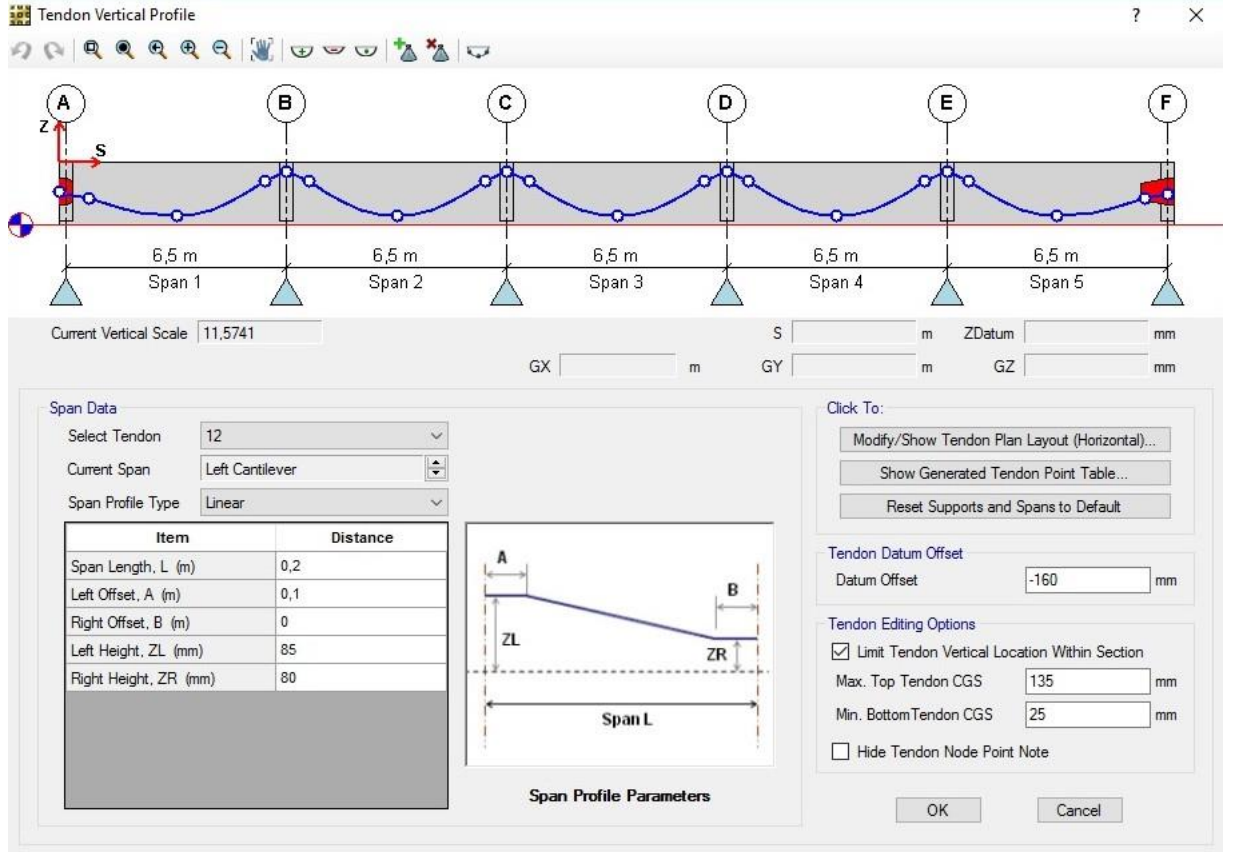 Tendon Vertical Profile ? ×
A B C D E F
Z
S
6,5 m 6,5 m 6,5 m 6,5 m 6,5 m
Span 1 Span 2 Span 3 Span 4 Span 5
Current Vertical Scale 11,5741 S m ZDatum mm
GX m GY m GZ mm
Span Data
Select Tendon 12
Current Span Left Cantilever
Span Profile Type Linear
Item Distance
Span Length, L (m) 0,2
Left Offset, A (m) 0,1
Right Offset, B (m) 0
Left Height, ZL (mm) 85
Right Height, ZR (mm) 80
A
B
ZL
ZR
Span L
Span Profile Parameters
Click To:
Modify/Show Tendon Plan Layout (Horizontal)...
Show Generated Tendon Point Table...
Reset Supports and Spans to Default
Tendon Datum Offset
Datum Offset -160 mm
Tendon Editing Options
Limit Tendon Vertical Location Within Section
Max. Top Tendon CGS 135 mm
Min. BottomTendon CGS 25 mm
Hide Tendon Node Point Note
OK Cancel